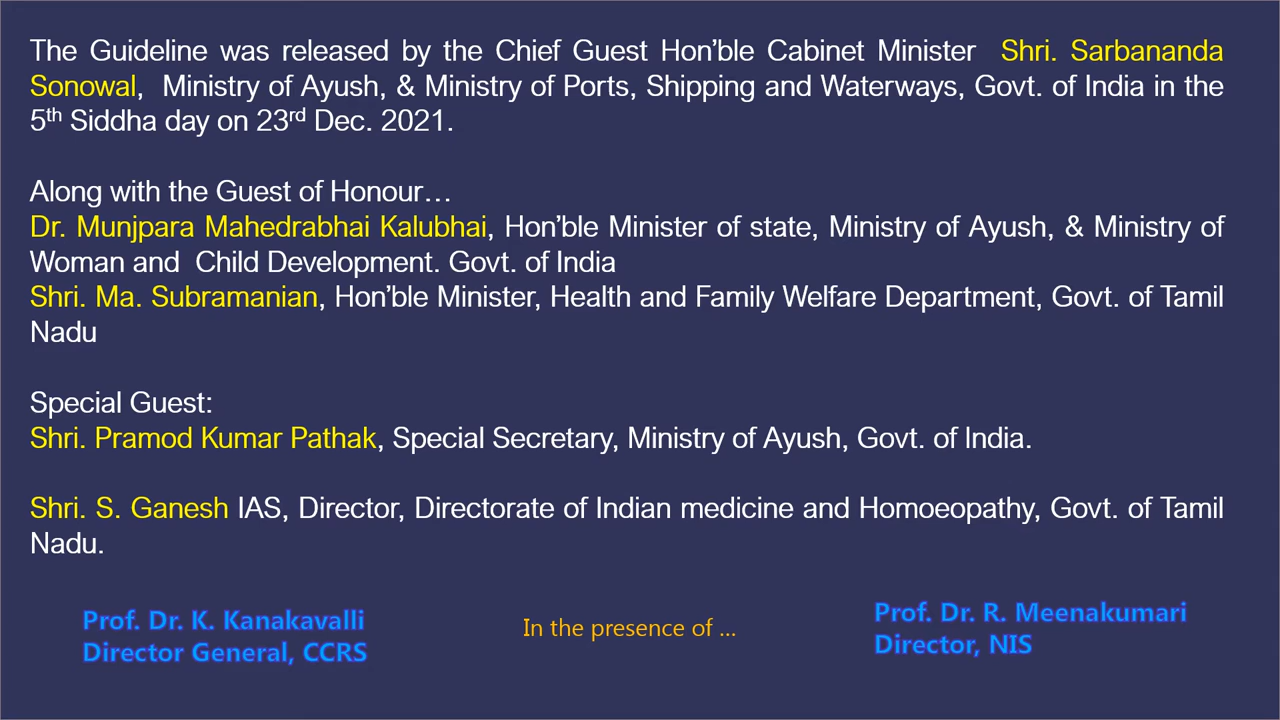 The Guideline was released by the Chief Guest Hon’ble Cabinet Minister Shri. Sarbananda
Sonowal, Ministry of Ayush, & Ministry of Ports, Shipping and Waterways, Govt. of India in the
5th Siddha day on 23rd Dec. 2021.
Along with the Guest of Honour…
Dr. Munjpara Mahedrabhai Kalubhai, Hon’ble Minister of state, Ministry of Ayush, & Ministry of
Woman and Child Development. Govt. of India
Shri. Ma. Subramanian, Hon’ble Minister, Health and Family Welfare Department, Govt. of Tamil
Nadu
Special Guest:
Shri. Pramod Kumar Pathak, Special Secretary, Ministry of Ayush, Govt. of India.
Shri. S. Ganesh IAS, Director, Directorate of Indian medicine and Homoeopathy, Govt. of Tamil
Nadu.
In the presence of ...
Prof. Dr. K. Kanakavalli
Director General, CCRS
Prof. Dr. R. Meenakumari
Director, NIS